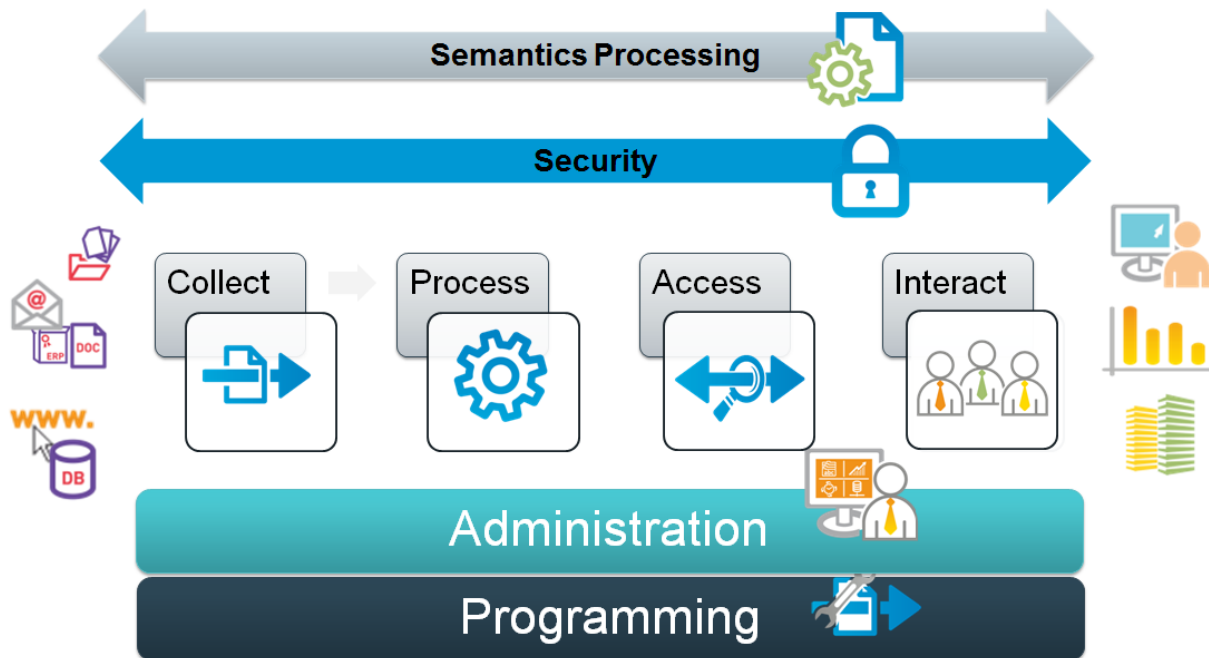 Semantics Processing
Security
Collect
Process
Access
Interact
@
ERP
DOC
www.
DB
Administration
Programming